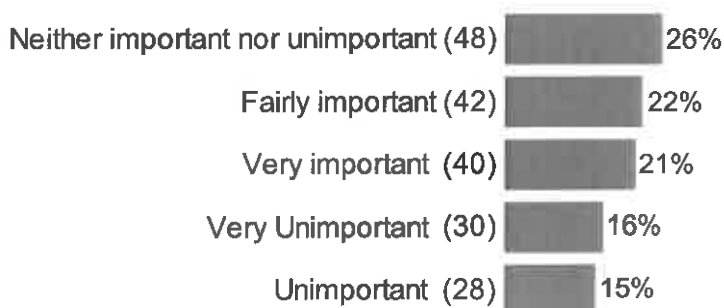 Neither important nor unimportant (48) 26%
Fairly important (42) 22%
Very important (40) 21%
Very Unimportant (30) 16%
Unimportant (28) 15%